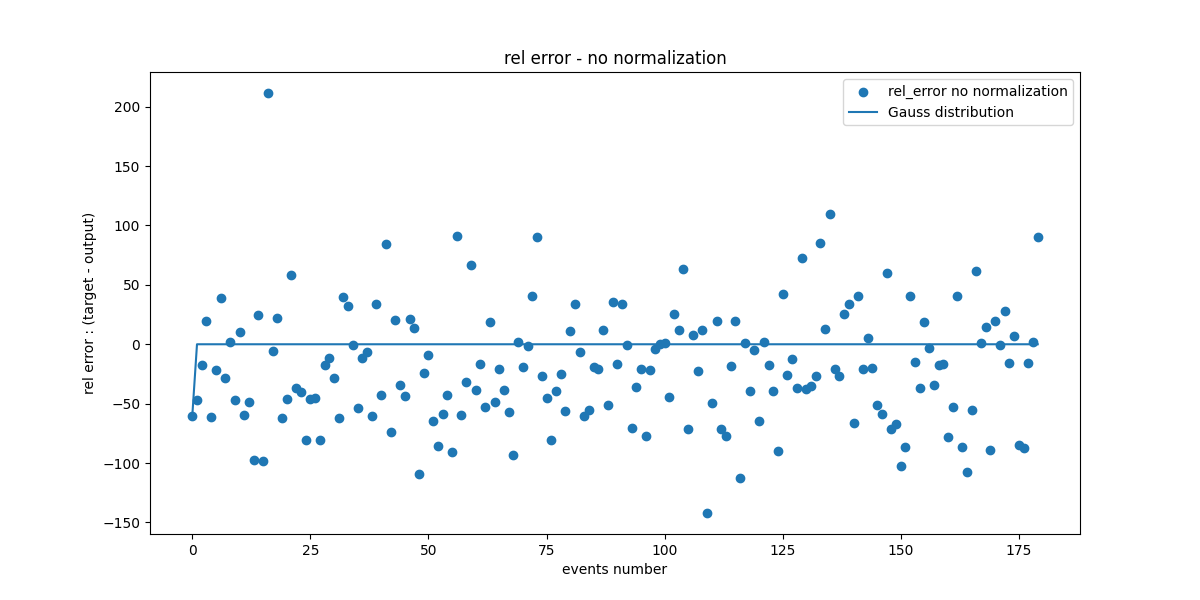 rel error - no normalization
rel_error no normalization
Gauss distribution
200
150
100
50
0
−50
−100
−150
rel error : (target - output)
0 25 50 75 100 125 150 175
events number